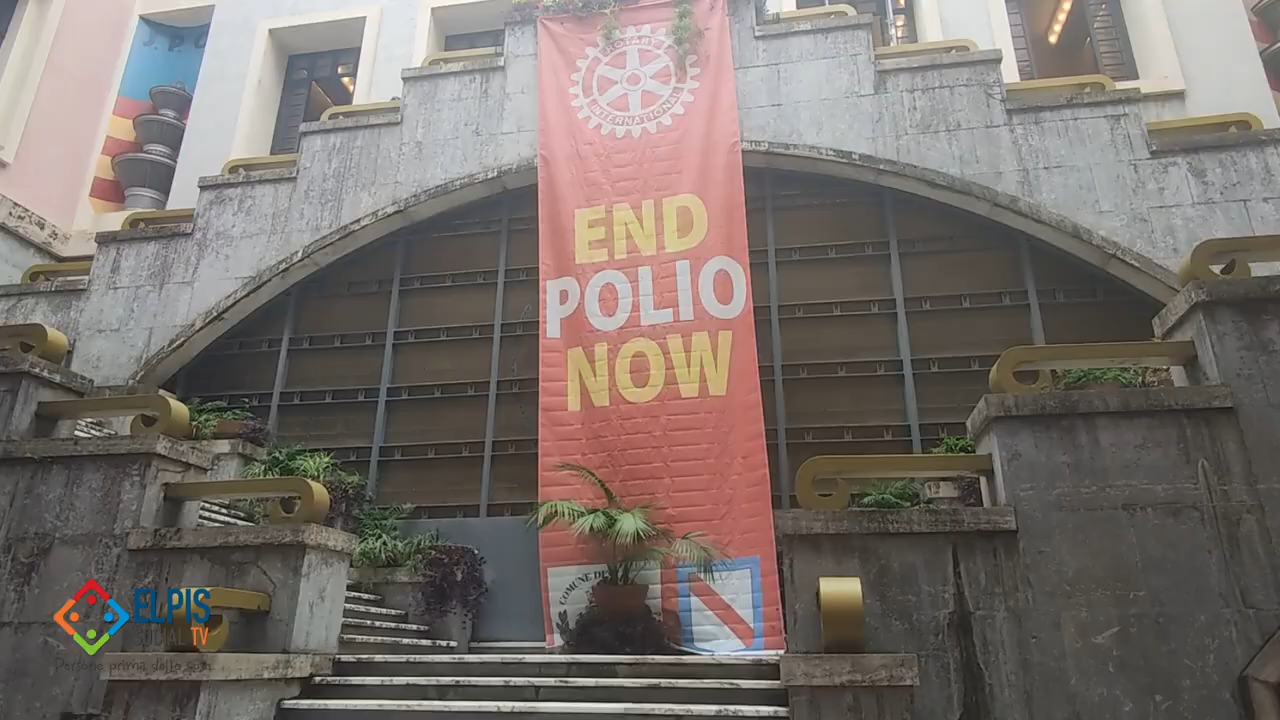 ROTARY
INTERNATIONAL
END
POLIO
NOW
COMUNE DI
ELPIS
SOCIAL TV
Persone prima delle cose